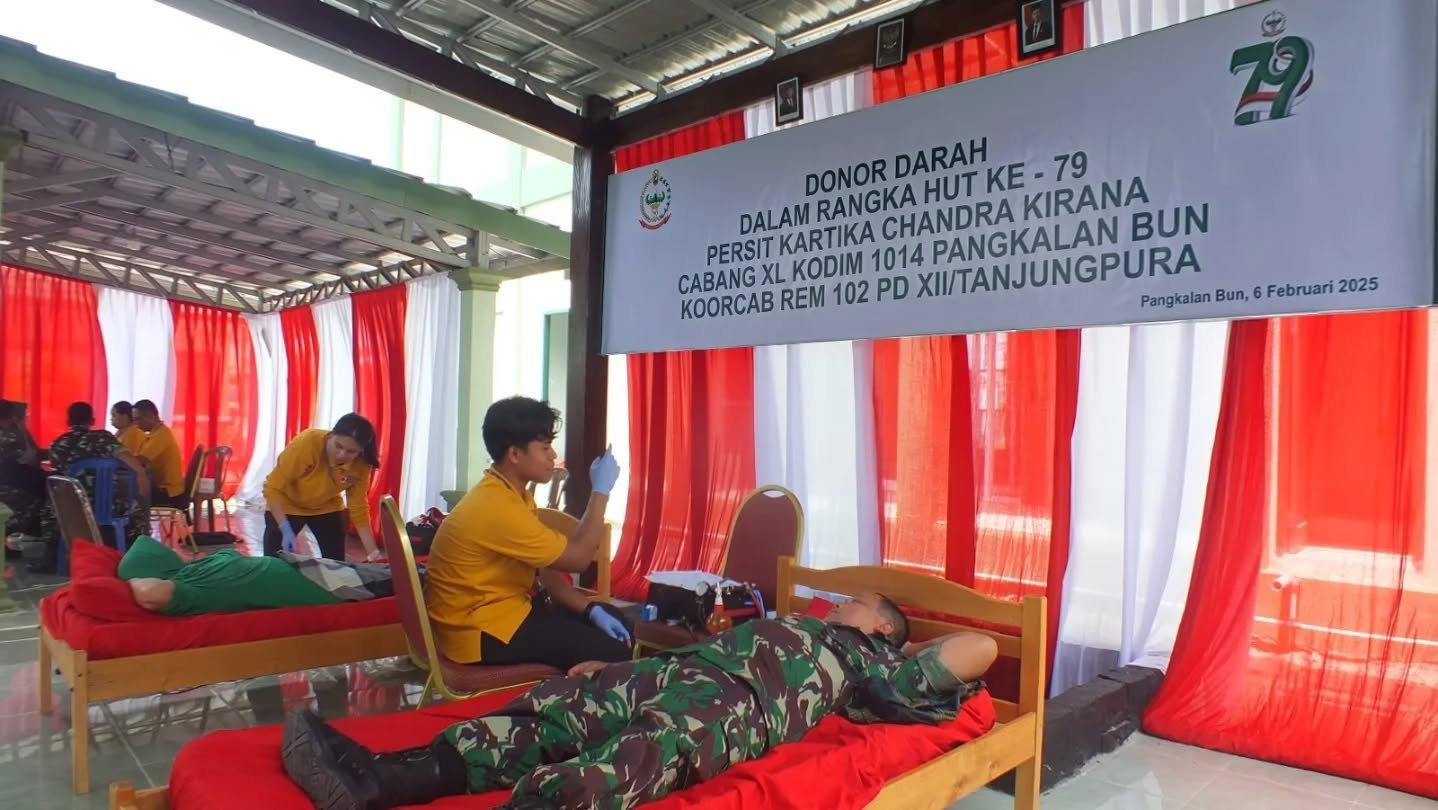 DONOR DARAH
DALAM RANGKA HUT KE - 79
PERSIT KARTIKA CHANDRA KIRANA
CABANG XL KODIM 1014 PANGKALAN BUN
KOORCAB REM 102 PD XII/TANJUNGPURA
Pangkalan Bun, 6 Februari 2025
79